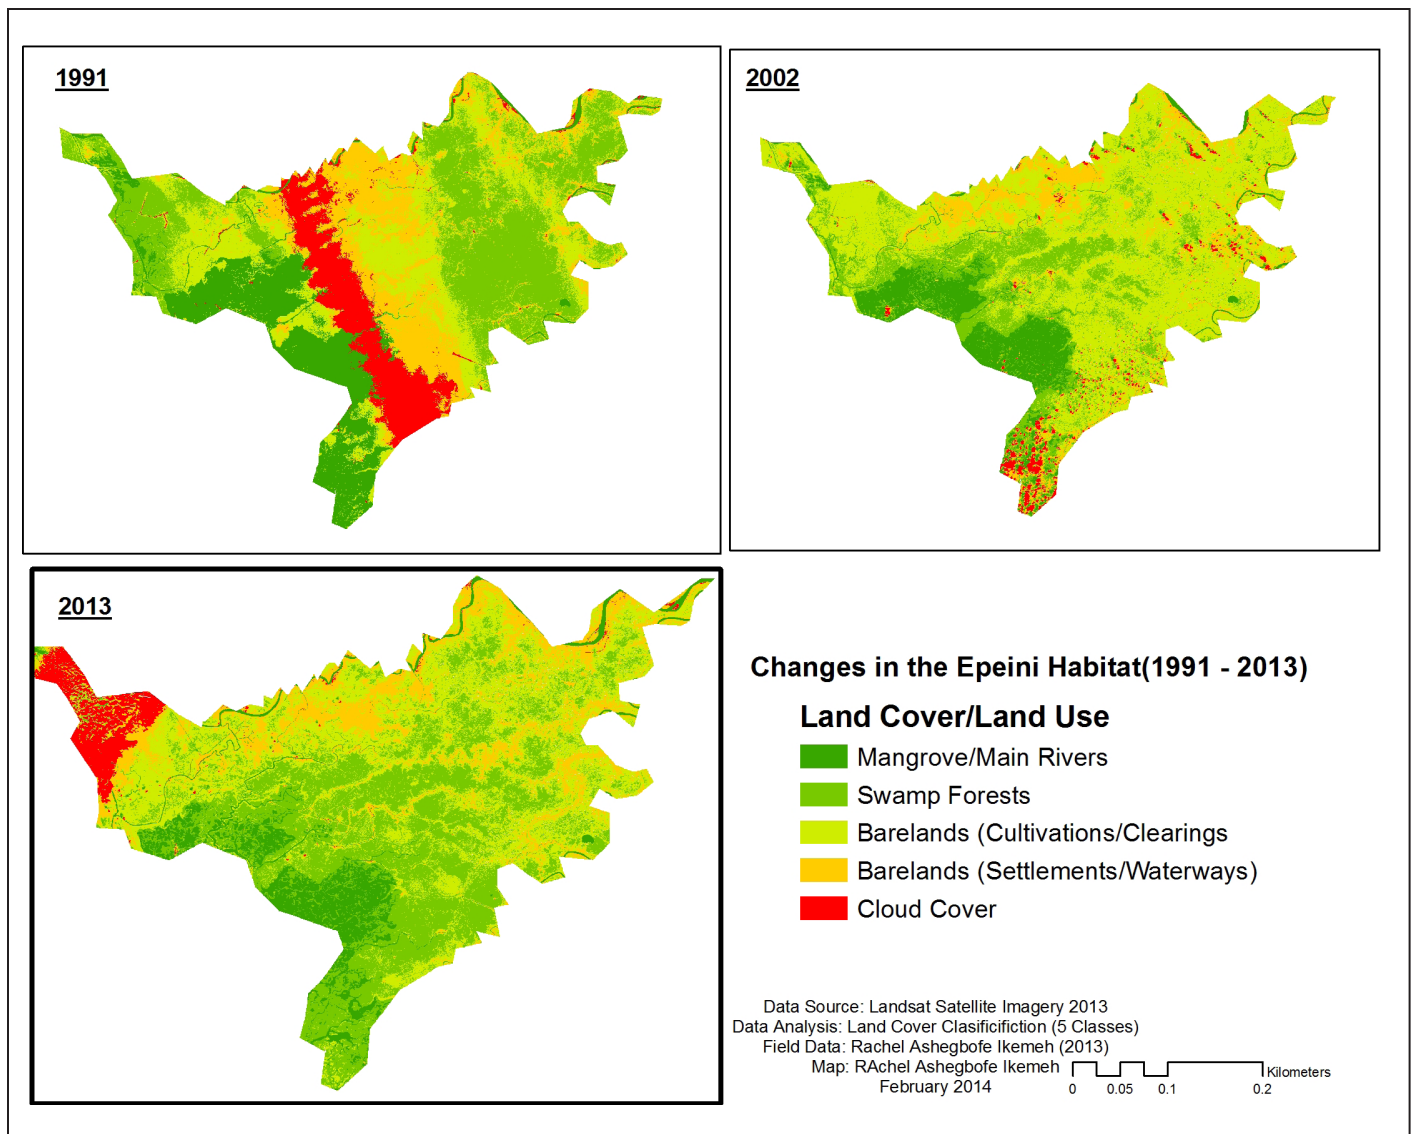 1991
2002
2013
Changes in the Epeini Habitat(1991 - 2013)
Land Cover/Land Use
Mangrove/Main Rivers
Swamp Forests
Barelands (Cultivations/Clearings
Barelands (Settlements/Waterways)
Cloud Cover
Data Source: Landsat Satellite Imagery 2013
Data Analysis: Land Cover Clasificifiction (5 Classes)
Field Data: Rachel Ashegbofe Ikemeh (2013)
Map: RAchel Ashegbofe Ikemeh
February 2014
Kilometers
0 0.05 0.1 0.2